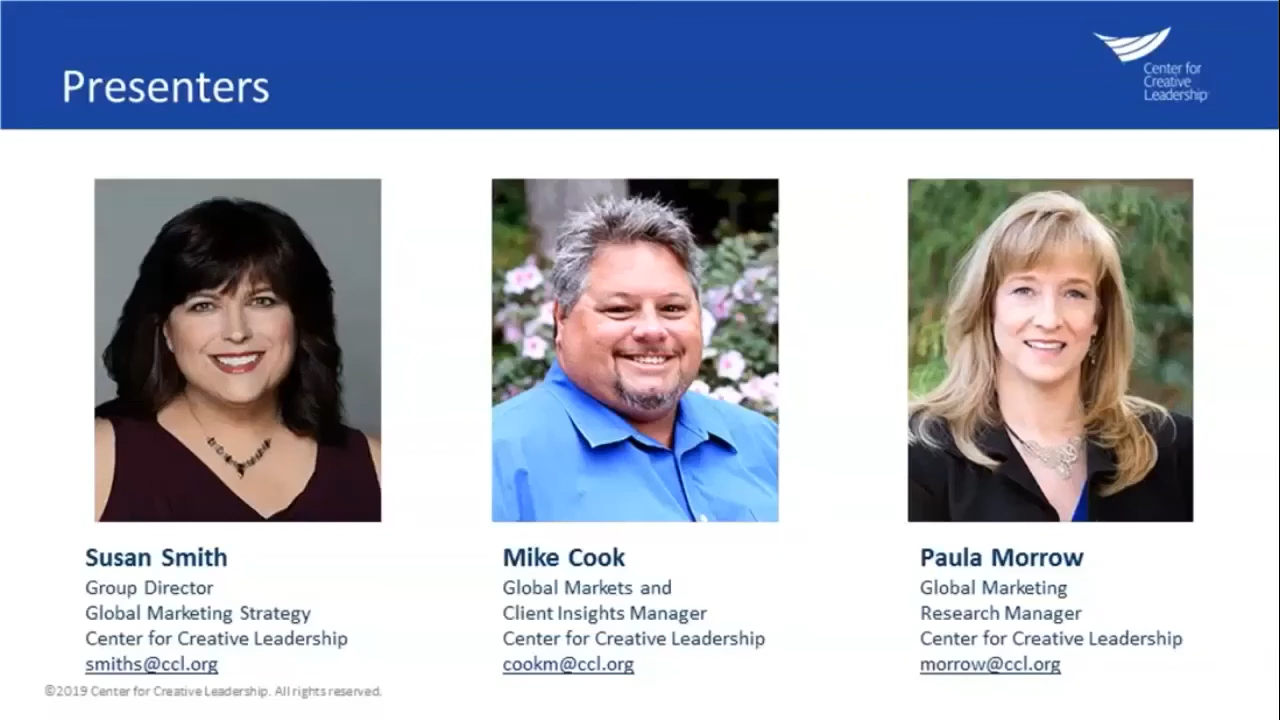 Presenters
Center for
Creative
Leadership
Susan Smith
Group Director
Global Marketing Strategy
Center for Creative Leadership
smiths@ccl.org
Mike Cook
Global Markets and
Client Insights Manager
Center for Creative Leadership
cookm@ccl.org
Paula Morrow
Global Marketing
Research Manager
Center for Creative Leadership
morrow@ccl.org
©2019 Center for Creative Leadership. All rights reserved.